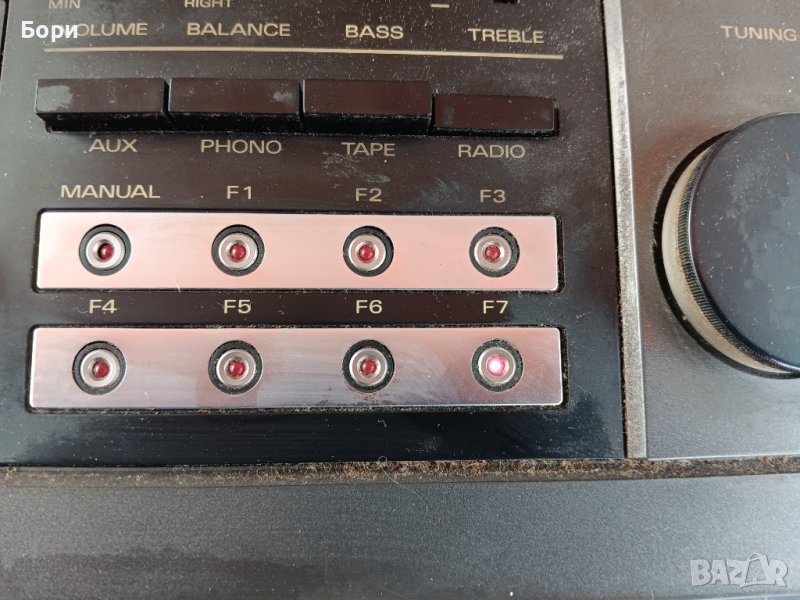 Бори
MIN RIGHT
VOLUME BALANCE BASS TREBLE
TUNING
AUX PHONO TAPE RADIO
MANUAL F1 F2 F3
F4 F5 F6 F7
BAZAR